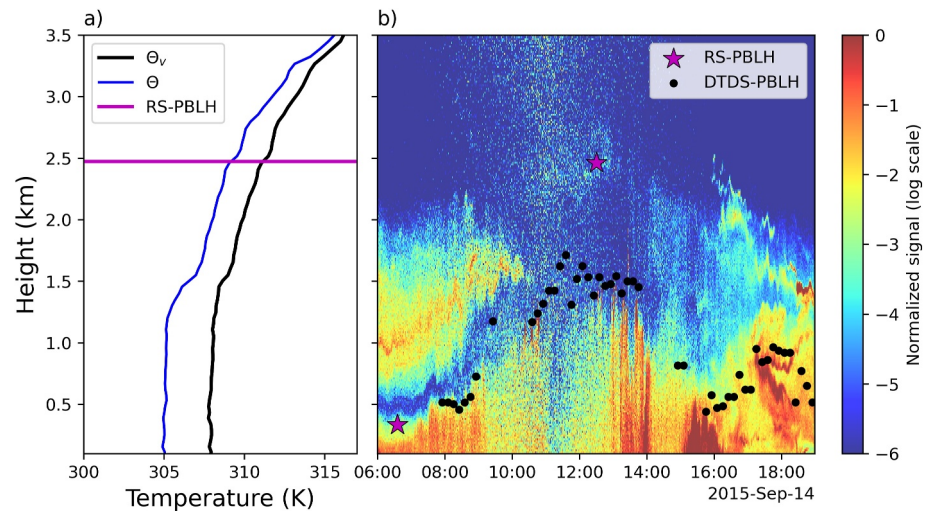 a)
b)
3.5
3.0
2.5
2.0
1.5
1.0
0.5
Height (km)
Θv
Θ
RS-PBLH
300
305
310
315
Temperature (K)
RS-PBLH
DTDS-PBLH
06:00
08:00
10:00
12:00
14:00
16:00
18:00
2015-Sep-14
0
−1
−2
−3
−4
−5
−6
Normalized signal (log scale)